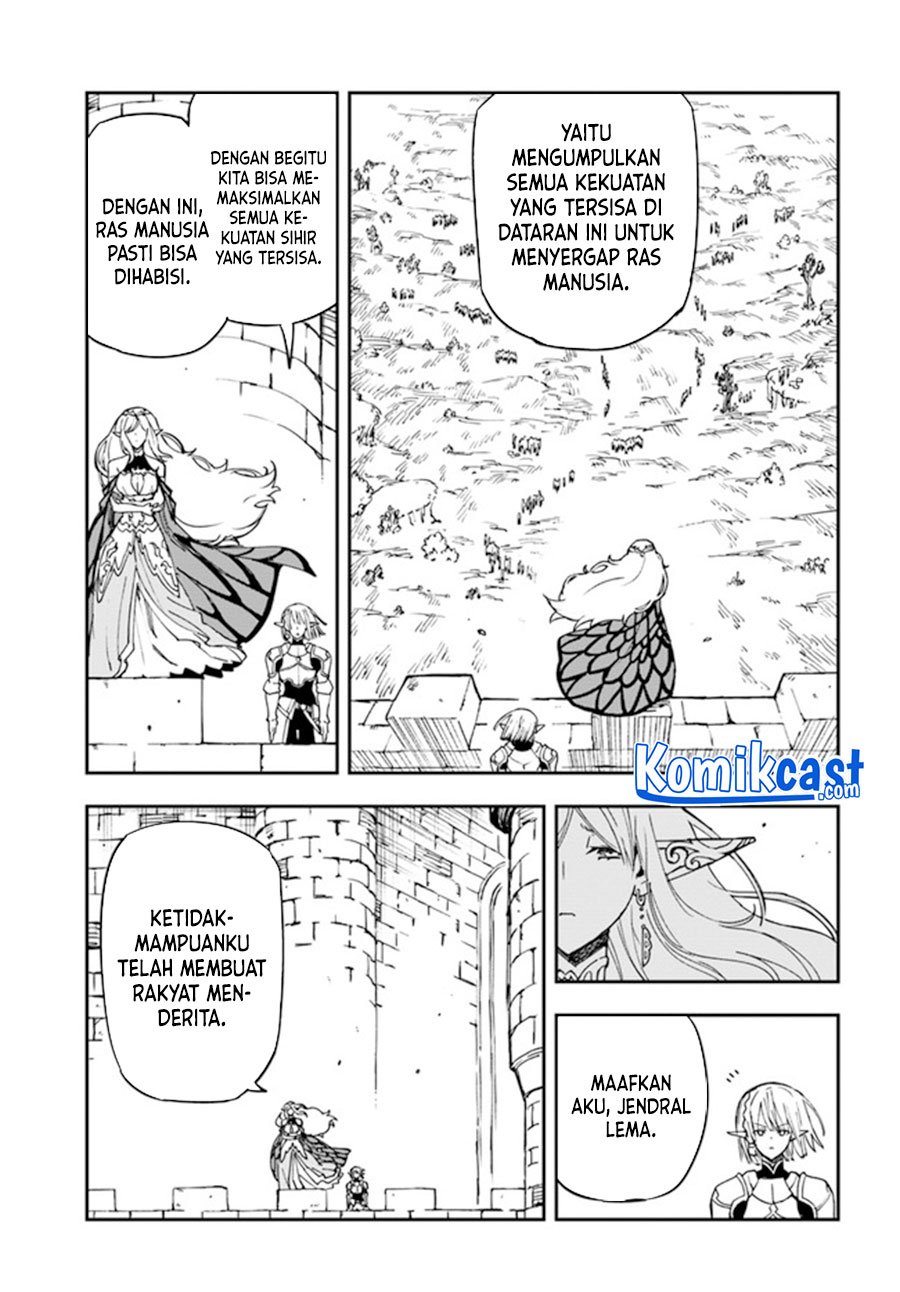 YAITU
MENGUMPULKAN
SEMUA KEKUATAN
YANG TERSISA DI
DATARAN INI UNTUK
MENYERGAP RAS
MANUSIA.
DENGAN BEGITU
KITA BISA ME-
MAKSIMALKAN
SEMUA KE-
KUATAN SIHIR
YANG TERSISA.
DENGAN INI,
RAS MANUSIA
PASTI BISA
DIHABISI.
Komikcast
.com
MAAFKAN
AKU, JENDRAL
LEMA.
KETIDAK-
MAMPUANKU
TELAH MEMBUAT
RAKYAT MEN-
DERITA.